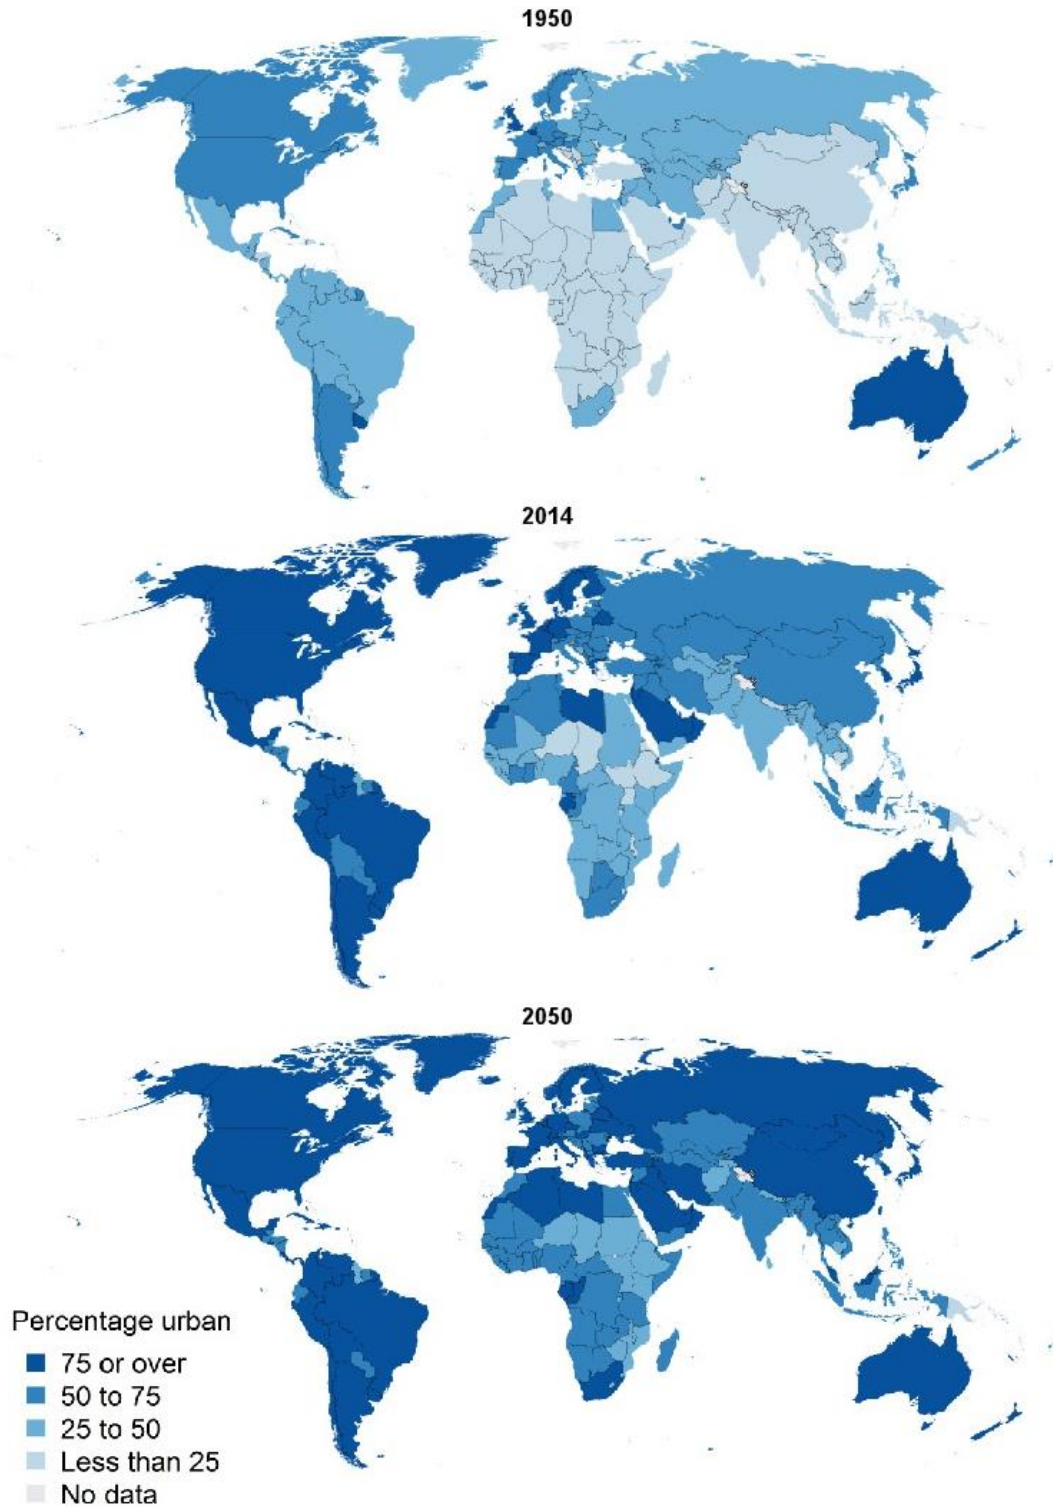 1950
2014
2050
Percentage urban
75 or over
50 to 75
25 to 50
Less than 25
No data